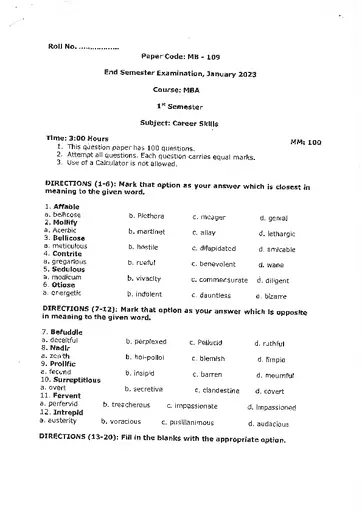 Roll No. ..................
Paper Code: MB - 109
End Semester Examination, January 2023
Course: MBA
1st Semester
Subject: Career Skills
Time: 3:00 Hours
MM: 100
1. This question paper has 100 questions.
2. Attempt all questions. Each question carries equal marks.
3. Use of a Calculator is not allowed.
DIRECTIONS (1-6): Mark that option as your answer which is closest in
meaning to the given word.
1. Affable
a. bellicose b. Plethora c. meager d. genial
2. Mollify
a. Acerbic b. martinet c. allay d. lethargic
3. Bellicose
a. meticulous b. hostile c. dilapidated d. amicable
4. Contrite
a. gregarious b. rueful c. benevolent d. wane
5. Sedulous
a. modicum b. vivacity c. commensurate d. diligent
6. Otiose
a. energetic b. indolent c. dauntless d. bizarre
DIRECTIONS (7-12): Mark that option as your answer which is opposite
in meaning to the given word.
7. Befuddle
a. deceitful b. perplexed c. Pellucid d. ruthful
8. Nadir
a. zenith b. hoi-polloi c. blemish d. fimple
9. Prolific
a. fecund b. insipid c. barren d. mournful
10. Surreptitious
a. overt b. secretive c. clandestine d. covert
11. Fervent
a. perfervid b. treacherous c. impassionate d. impassioned
12. Intrepid
a. austerity b. voracious c. pusillanimous d. audacious
DIRECTIONS (13-20): Fill in the blanks with the appropriate option.